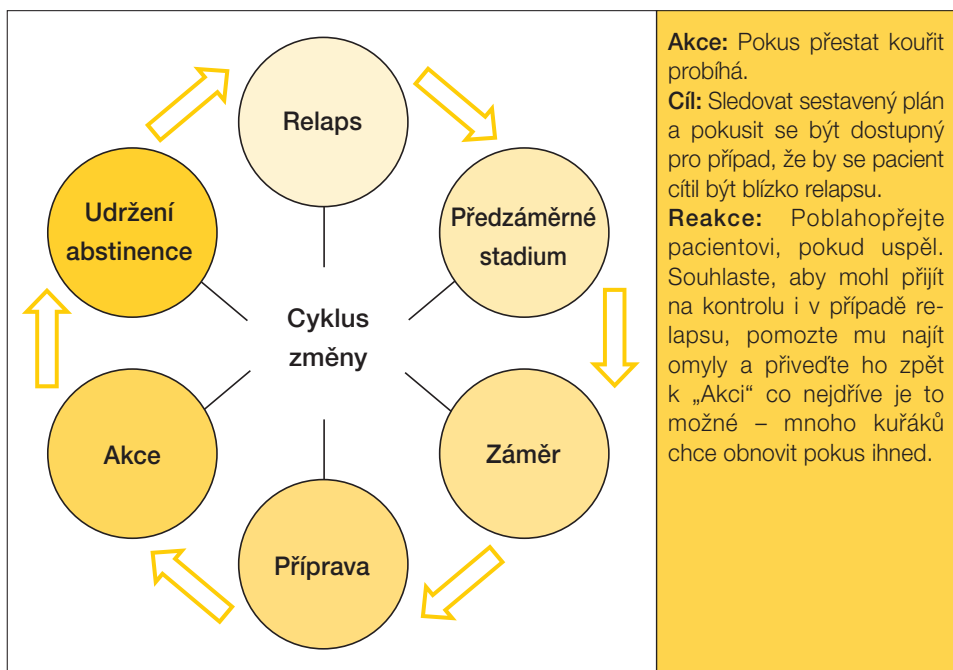 Relaps
Předzáměrné
stadium
Záměr
Příprava
Akce
Udržení
abstinence
Cyklus
změny
Akce: Pokus přestat kouřit
probíhá.
Cíl: Sledovat sestavený plán
a pokusit se být dostupný
pro případ, že by se pacient
cítil být blízko relapsu.
Reakce: Poblahopřejte
pacientovi, pokud uspěl.
Souhlaste, aby mohl přijít
na kontrolu i v případě re-
lapsu, pomozte mu najít
omyly a přiveďte ho zpět
k „Akci“ co nejdříve je to
možné – mnoho kuřáků
chce obnovit pokus ihned.